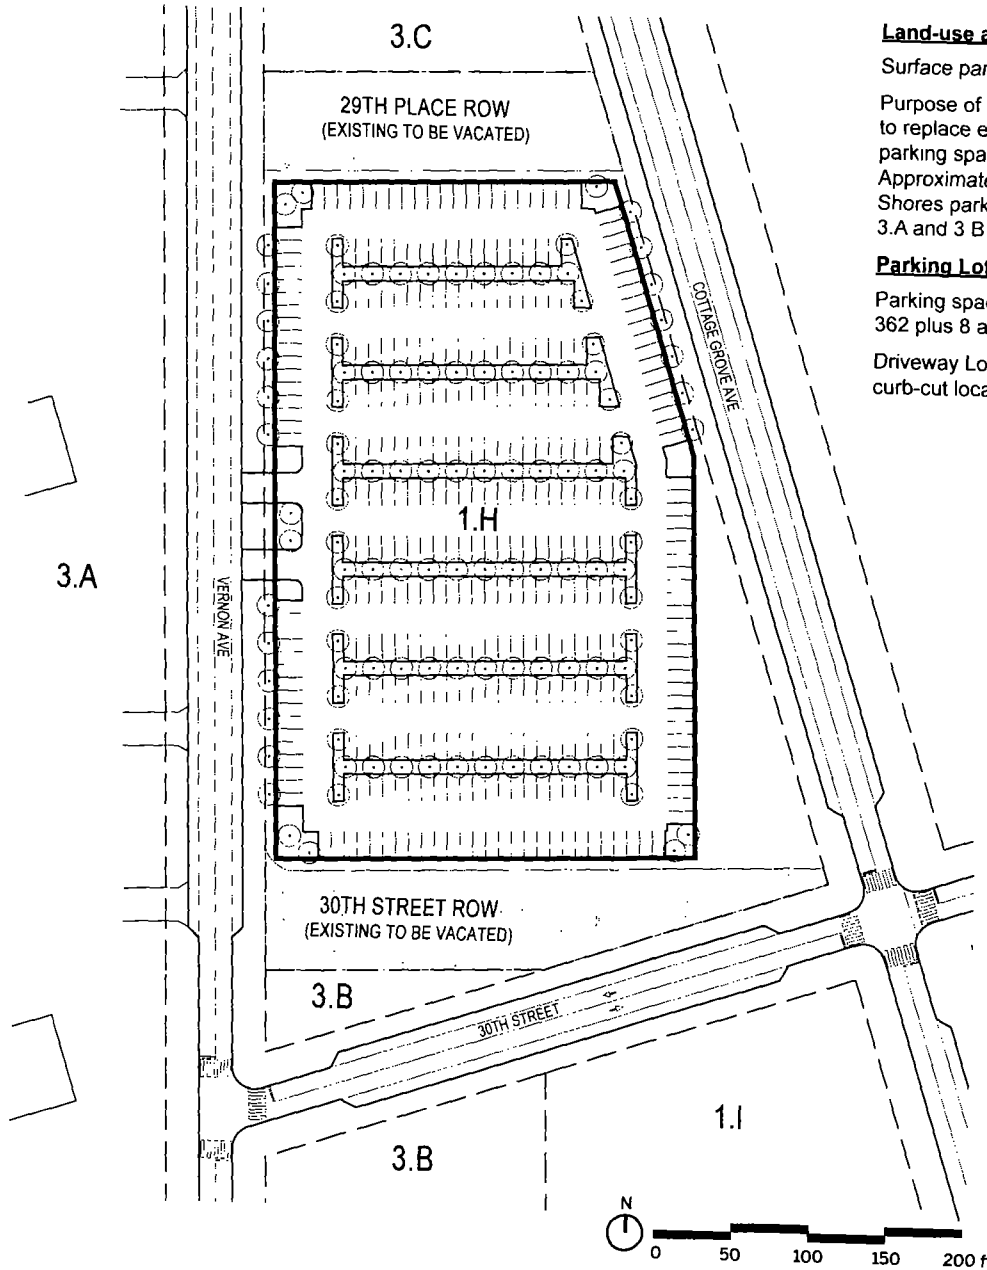 3.C
Land-use a
Surface par
Purpose of
to replace e
parking spa
Approximate
Shores park
3.A and 3 B
Parking Lot
Parking spa
362 plus 8 a
Driveway Lo
curb-cut loca
29TH PLACE ROW
(EXISTING TO BE VACATED)
COTTAGE GROVE AVE
1.H
3.A
VERNON AVE
30TH STREET ROW
(EXISTING TO BE VACATED)
3.B
30TH STREET
1.I
3.B
N
0 50 100 150 200 f